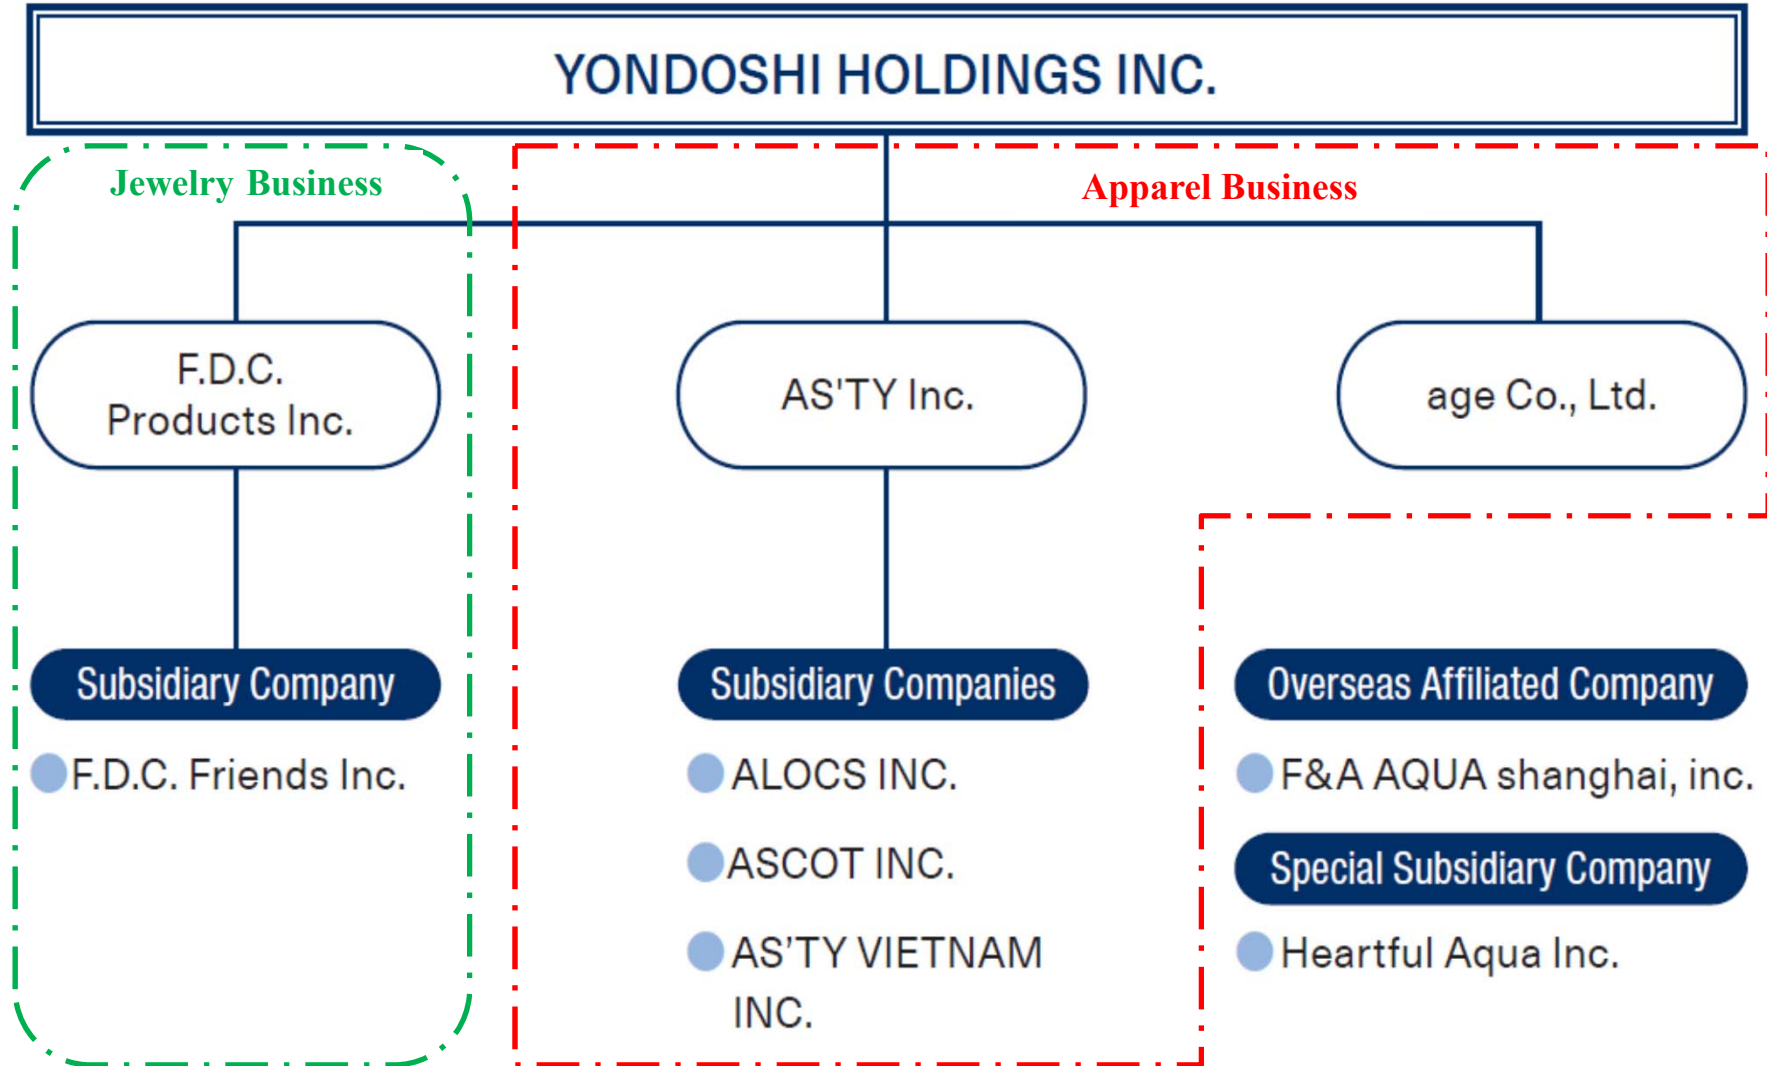 YONDOSHI HOLDINGS INC.
Jewelry Business
Apparel Business
F.D.C.
Products Inc.
AS'TY Inc.
age Co., Ltd.
Subsidiary Company
F.D.C. Friends Inc.
Subsidiary Companies
ALOCS INC.
ASCOT INC.
AS’TY VIETNAM
INC.
Overseas Affiliated Company
F&A AQUA shanghai, inc.
Special Subsidiary Company
Heartful Aqua Inc.